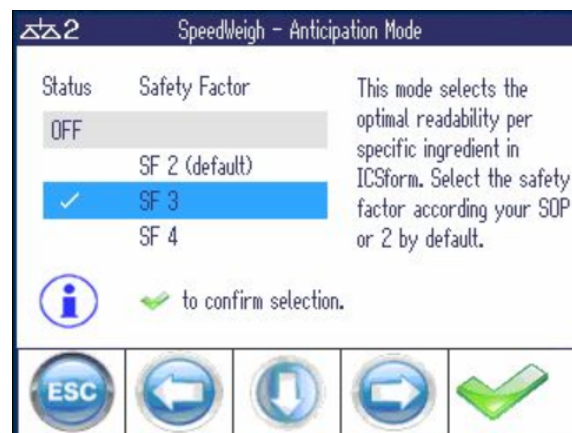 2 SpeedWeigh - Anticipation Mode
Status Safety Factor
OFF
SF 2 (default)
SF 3
SF 4
This mode selects the
optimal readability per
specific ingredient in
ICSform. Select the safety
factor according your SOP
or 2 by default.
to confirm selection.
ESC